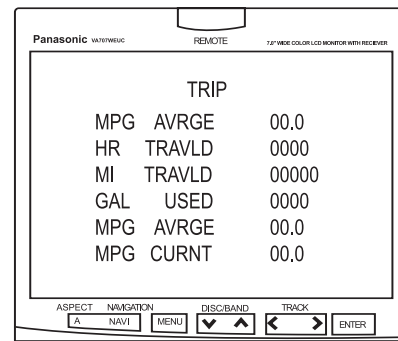 Panasonic VA707WEUC REMOTE 7.0" WIDE COLOR LCD MONITOR WITH RECIEVER
TRIP
MPG AVRGE 00.0
HR TRAVLD 0000
MI TRAVLD 00000
GAL USED 0000
MPG AVRGE 00.0
MPG CURNT 00.0
ASPECT NAVIGATION DISC/BAND TRACK
A NAVI MENU ENTER